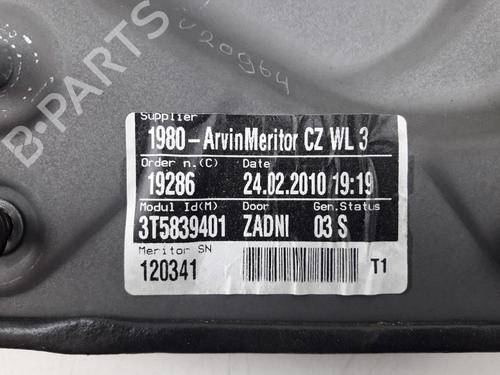 v20964
B-PARTS
Supplier
1980-ArvinMeritor CZ WL 3
Order n.(C) Date
19286 24.02.2010 19:19
Modul Id(M) Door Gen.Status
3T5839401 ZADNI 03 S
Meritor SN
120341 T1